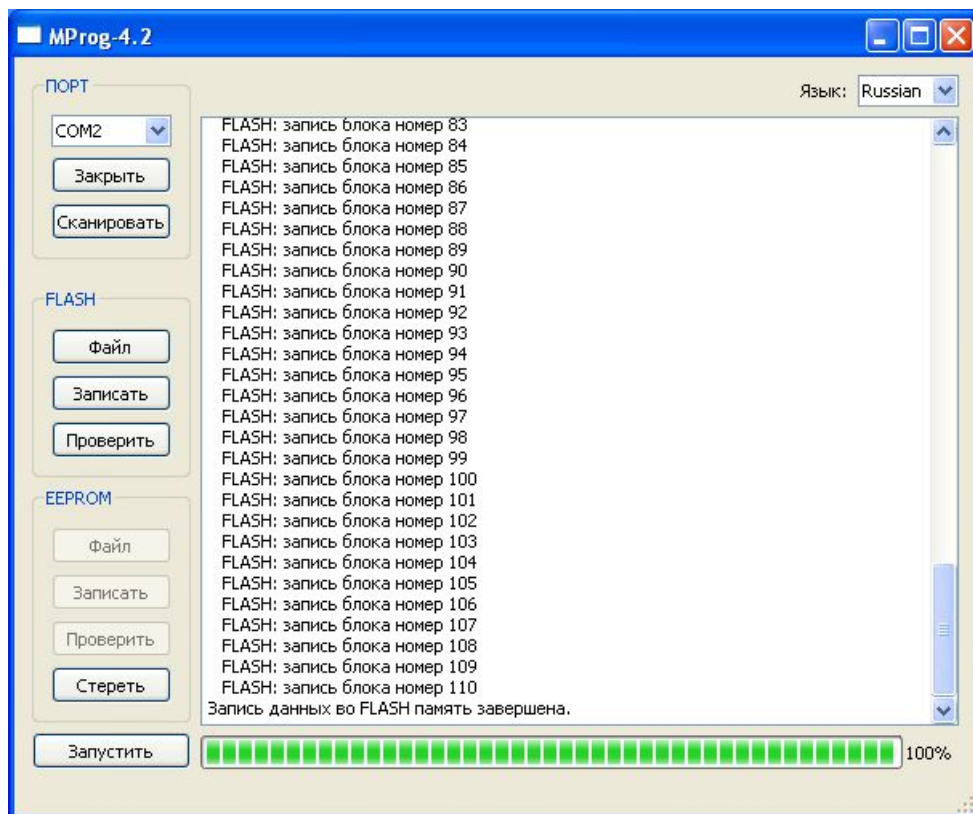 MProg-4.2
ПОРТ
Язык: Russian
COM2
Закрыть
Сканировать
FLASH
Файл
Записать
Проверить
EEPROM
Файл
Записать
Проверить
Стереть
FLASH: запись блока номер 83
FLASH: запись блока номер 84
FLASH: запись блока номер 85
FLASH: запись блока номер 86
FLASH: запись блока номер 87
FLASH: запись блока номер 88
FLASH: запись блока номер 89
FLASH: запись блока номер 90
FLASH: запись блока номер 91
FLASH: запись блока номер 92
FLASH: запись блока номер 93
FLASH: запись блока номер 94
FLASH: запись блока номер 95
FLASH: запись блока номер 96
FLASH: запись блока номер 97
FLASH: запись блока номер 98
FLASH: запись блока номер 99
FLASH: запись блока номер 100
FLASH: запись блока номер 101
FLASH: запись блока номер 102
FLASH: запись блока номер 103
FLASH: запись блока номер 104
FLASH: запись блока номер 105
FLASH: запись блока номер 106
FLASH: запись блока номер 107
FLASH: запись блока номер 108
FLASH: запись блока номер 109
FLASH: запись блока номер 110
Запись данных во FLASH память завершена.
Запустить
100%